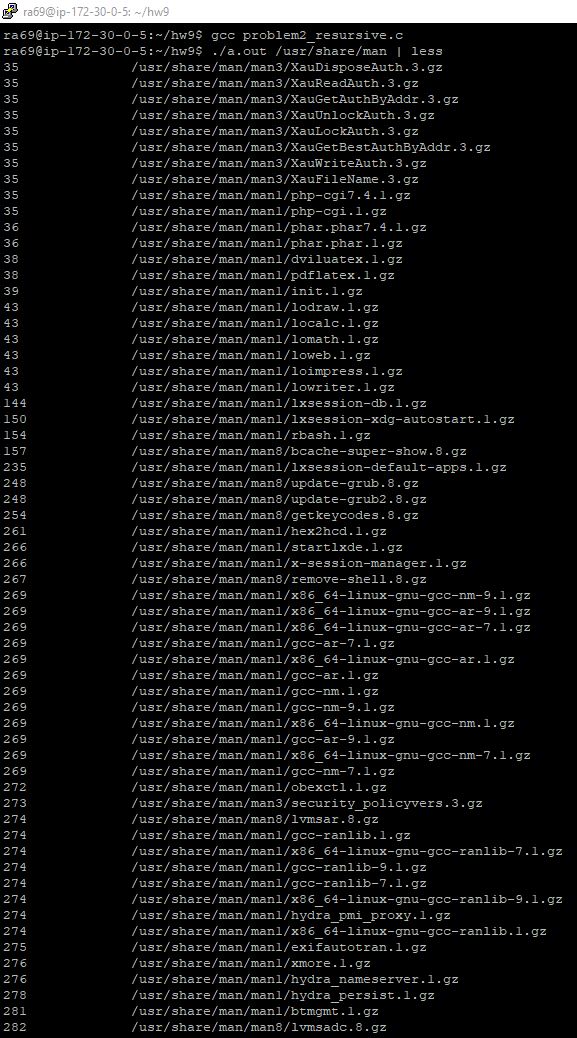 ra69@ip-172-30-0-5: ~/hw9
ra69@ip-172-30-0-5:~/hw9$ gcc problem2_resursive.c
ra69@ip-172-30-0-5:~/hw9$ ./a.out /usr/share/man | less
35 /usr/share/man/man3/XauDisposeAuth.3.gz
35 /usr/share/man/man3/XauReadAuth.3.gz
35 /usr/share/man/man3/XauGetAuthByAddr.3.gz
35 /usr/share/man/man3/XauUnlockAuth.3.gz
35 /usr/share/man/man3/XauLockAuth.3.gz
35 /usr/share/man/man3/XauGetBestAuthByAddr.3.gz
35 /usr/share/man/man3/XauWriteAuth.3.gz
35 /usr/share/man/man3/XauFileName.3.gz
35 /usr/share/man/man1/php-cgi7.4.1.gz
35 /usr/share/man/man1/php-cgi.1.gz
36 /usr/share/man/man1/phar.phar7.4.1.gz
36 /usr/share/man/man1/phar.phar.1.gz
38 /usr/share/man/man1/dviluatex.1.gz
38 /usr/share/man/man1/pdflatex.1.gz
39 /usr/share/man/man1/init.1.gz
43 /usr/share/man/man1/lodraw.1.gz
43 /usr/share/man/man1/localc.1.gz
43 /usr/share/man/man1/lomath.1.gz
43 /usr/share/man/man1/loweb.1.gz
43 /usr/share/man/man1/loimpress.1.gz
43 /usr/share/man/man1/lowriter.1.gz
144 /usr/share/man/man1/lxsession-db.1.gz
150 /usr/share/man/man1/lxsession-xdg-autostart.1.gz
154 /usr/share/man/man1/rbash.1.gz
157 /usr/share/man/man8/bcache-super-show.8.gz
235 /usr/share/man/man1/lxsession-default-apps.1.gz
248 /usr/share/man/man8/update-grub.8.gz
248 /usr/share/man/man8/update-grub2.8.gz
254 /usr/share/man/man8/getkeycodes.8.gz
261 /usr/share/man/man1/hex2hcd.1.gz
266 /usr/share/man/man1/startlxde.1.gz
266 /usr/share/man/man1/x-session-manager.1.gz
267 /usr/share/man/man8/remove-shell.8.gz
269 /usr/share/man/man1/x86_64-linux-gnu-gcc-nm-9.1.gz
269 /usr/share/man/man1/x86_64-linux-gnu-gcc-ar-9.1.gz
269 /usr/share/man/man1/x86_64-linux-gnu-gcc-ar-7.1.gz
269 /usr/share/man/man1/gcc-ar-7.1.gz
269 /usr/share/man/man1/x86_64-linux-gnu-gcc-ar.1.gz
269 /usr/share/man/man1/gcc-ar.1.gz
269 /usr/share/man/man1/gcc-nm.1.gz
269 /usr/share/man/man1/gcc-nm-9.1.gz
269 /usr/share/man/man1/x86_64-linux-gnu-gcc-nm.1.gz
269 /usr/share/man/man1/gcc-ar-9.1.gz
269 /usr/share/man/man1/x86_64-linux-gnu-gcc-nm-7.1.gz
269 /usr/share/man/man1/gcc-nm-7.1.gz
272 /usr/share/man/man1/obexctl.1.gz
273 /usr/share/man/man3/security_policyvers.3.gz
274 /usr/share/man/man8/lvmsar.8.gz
274 /usr/share/man/man1/gcc-ranlib.1.gz
274 /usr/share/man/man1/x86_64-linux-gnu-gcc-ranlib-7.1.gz
274 /usr/share/man/man1/gcc-ranlib-9.1.gz
274 /usr/share/man/man1/gcc-ranlib-7.1.gz
274 /usr/share/man/man1/x86_64-linux-gnu-gcc-ranlib-9.1.gz
274 /usr/share/man/man1/hydra_pmi_proxy.1.gz
274 /usr/share/man/man1/x86_64-linux-gnu-gcc-ranlib.1.gz
275 /usr/share/man/man1/exifautotran.1.gz
276 /usr/share/man/man1/xmore.1.gz
276 /usr/share/man/man1/hydra_nameserver.1.gz
278 /usr/share/man/man1/hydra_persist.1.gz
281 /usr/share/man/man1/btmgmt.1.gz
282 /usr/share/man/man8/lvmsadc.8.gz